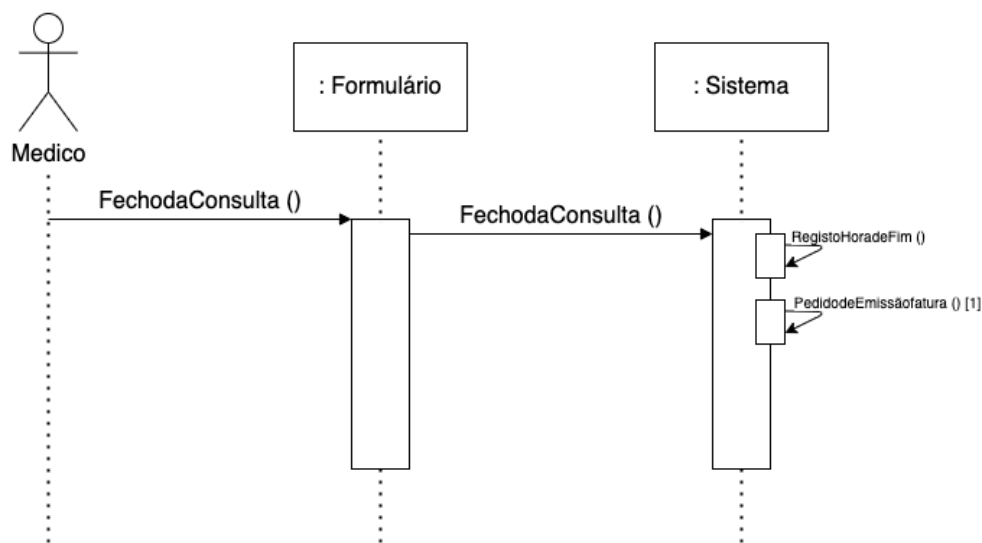 : Formulário
: Sistema
Medico
FechodaConsulta ()
FechodaConsulta ()
RegistoHoradeFim ()
PedidodeEmissãofatura () [1]